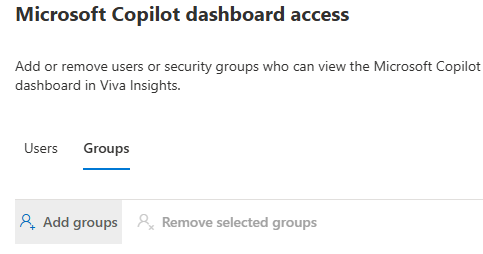 Microsoft Copilot dashboard access
Add or remove users or security groups who can view the Microsoft Copilot
dashboard in Viva Insights.
Users Groups
Add groups Remove selected groups